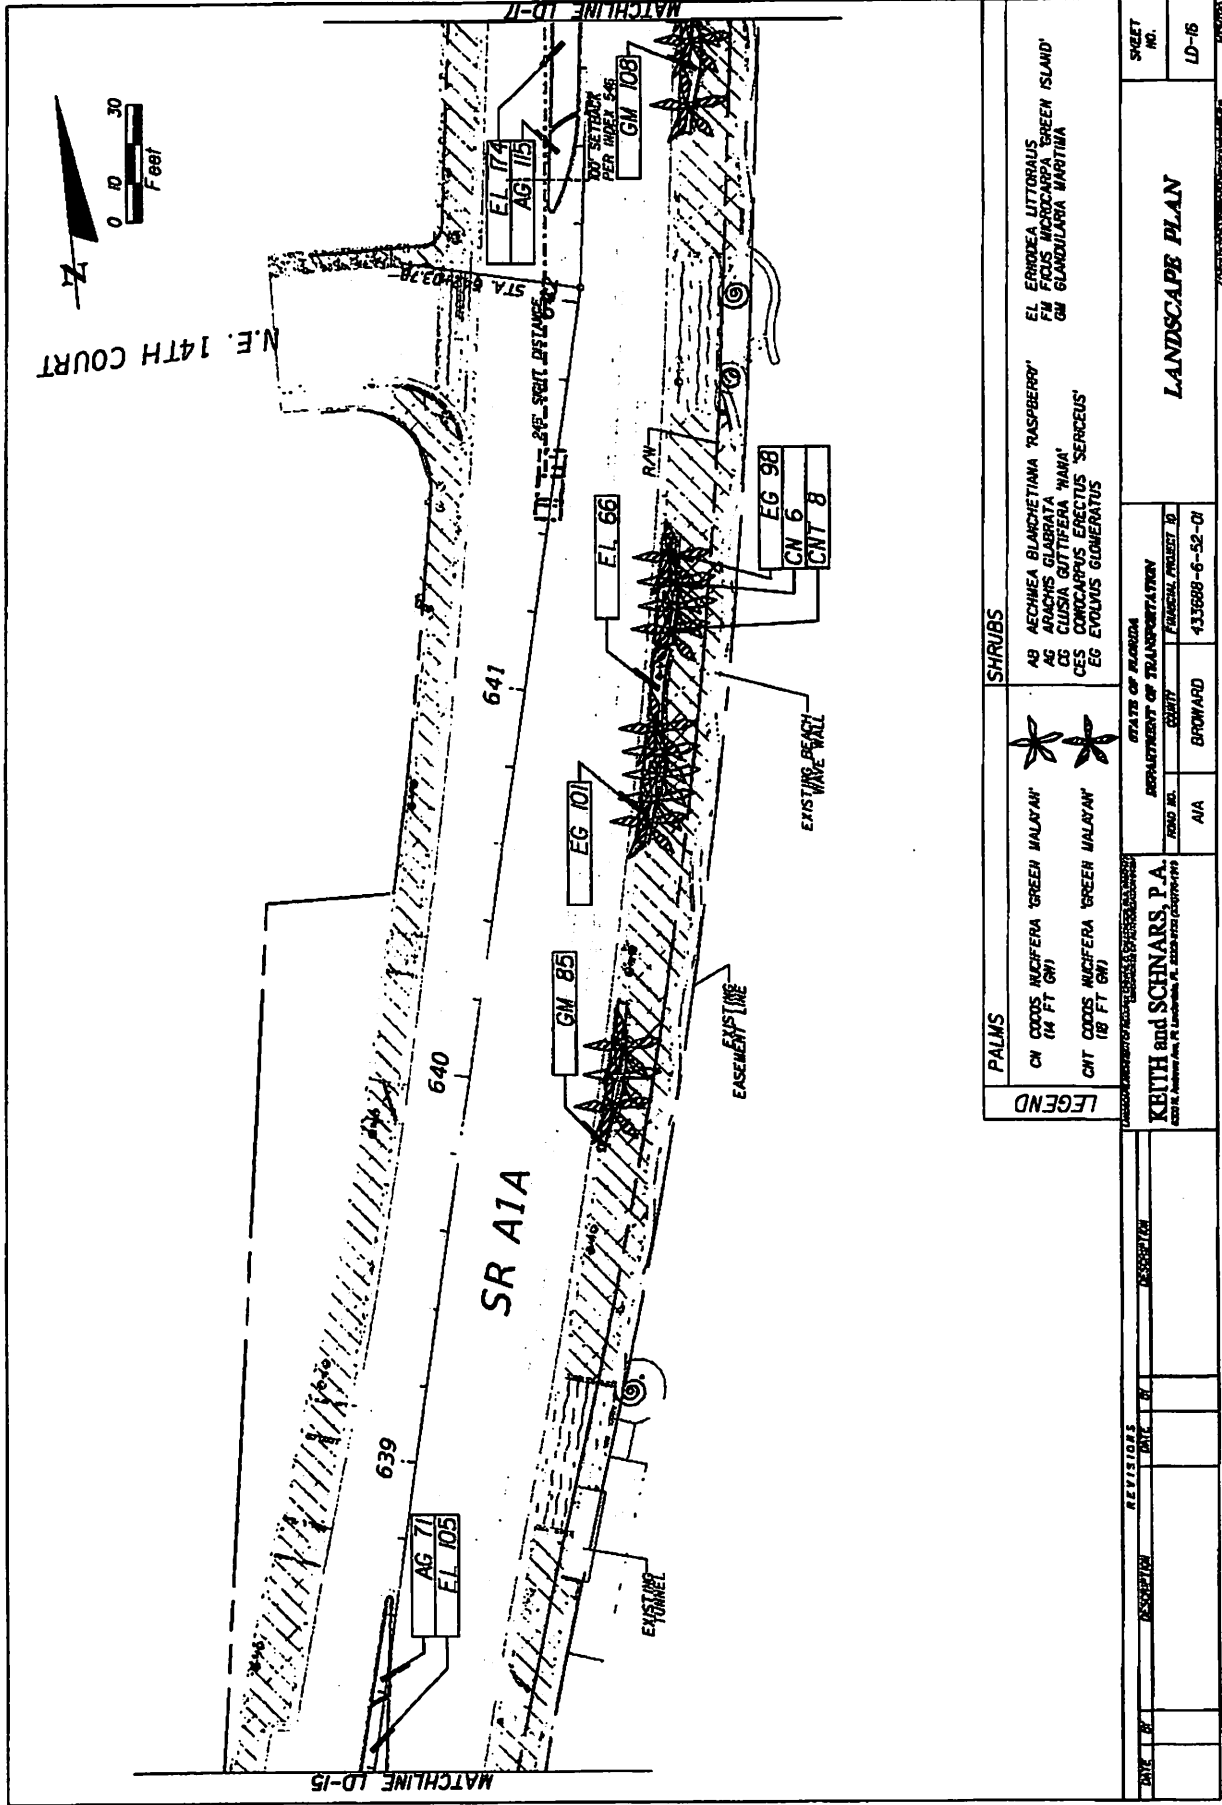 MATCHLINE LD-15
MATCHLINE LD-17
N.E. 14TH COURT
N
0 10 30
Feet
SR A1A
639
640
641
642
AG 71
EL 105
GM 85
EG 101
EL 66
EG 98
CN 6
CNT 8
EL 174
AG 115
GM 108
100' SETBACK
PER INDEX 546
SIGHT DISTANCE
R/W
EXISTING
TUNNEL
EXISTING
EASEMENT LINE
EXISTING BEACH
WAVE WALL
LEGEND
PALMS
CN COCOS NUCIFERA 'GREEN MALAYAN'
(14 FT GW)
CNT COCOS NUCIFERA 'GREEN MALAYAN'
(18 FT GW)
SHRUBS
AB AECHMEA BLANCHETIANA 'RASPBERRY'
AG ARACHIS GLABRATA
CG CLUSIA GUTTIFERA 'NANA'
CES CONOCARPUS ERECTUS 'SERICEUS'
EG EVOLVUS GLOMERATUS
EL ERNODEA LITTORALIS
FM FICUS MICROCARPA 'GREEN ISLAND'
GM GLANDULARIA MARITIMA
REVISIONS
DATE BY DESCRIPTION DATE BY DESCRIPTION
KEITH and SCHNARS, P.A.
STATE OF FLORIDA
DEPARTMENT OF TRANSPORTATION
ROAD NO. COUNTY FINANCIAL PROJECT ID
A1A BROWARD 433688-6-52-01
LANDSCAPE PLAN
SHEET
NO.
LD-16